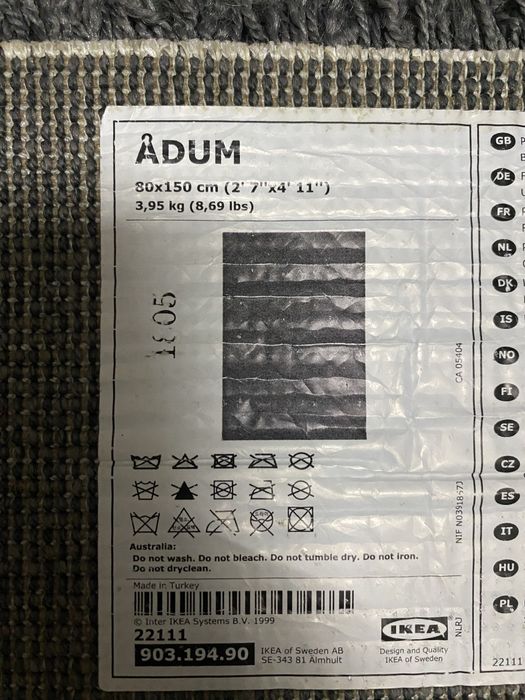 ÅDUM
80x150 cm (2' 7"x4' 11")
3,95 kg (8,69 lbs)
CA 05404
Australia:
Do not wash. Do not bleach. Do not tumble dry. Do not iron.
Do not dryclean.
Made in Turkey
© Inter IKEA Systems B.V. 1999
22111
903.194.90
IKEA of Sweden AB
SE-343 81 Älmhult
IKEA
Design and Quality
IKEA of Sweden
NLRJ
GB
DE
FR
NL
DK
IS
NO
FI
SE
CZ
ES
IT
HU
PL
22111